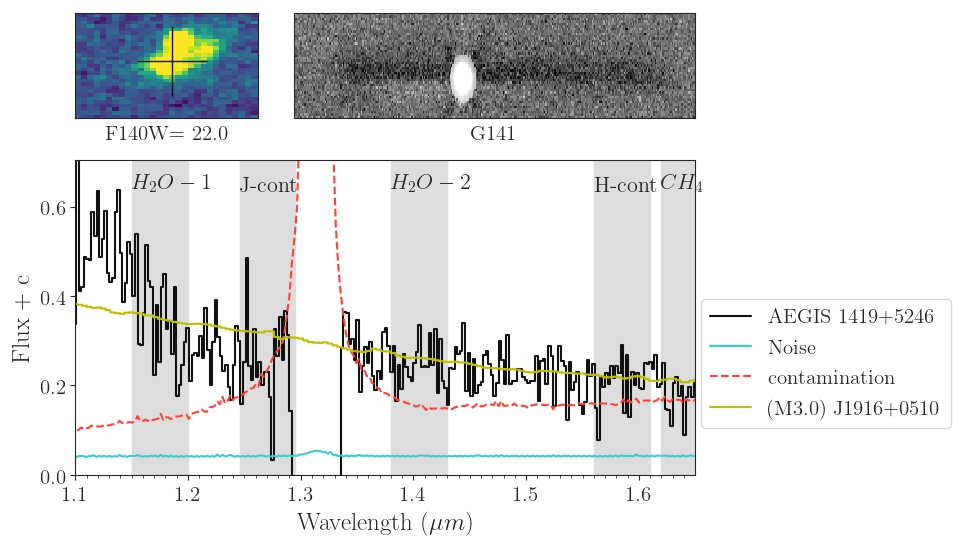 F140W= 22.0
G141
H₂O − 1
J-cont
H₂O − 2
H-cont
CH₄
0.6
0.4
0.2
0.0
Flux + c
1.1
1.2
1.3
1.4
1.5
1.6
Wavelength (μm)
AEGIS 1419+5246
Noise
contamination
(M3.0) J1916+0510